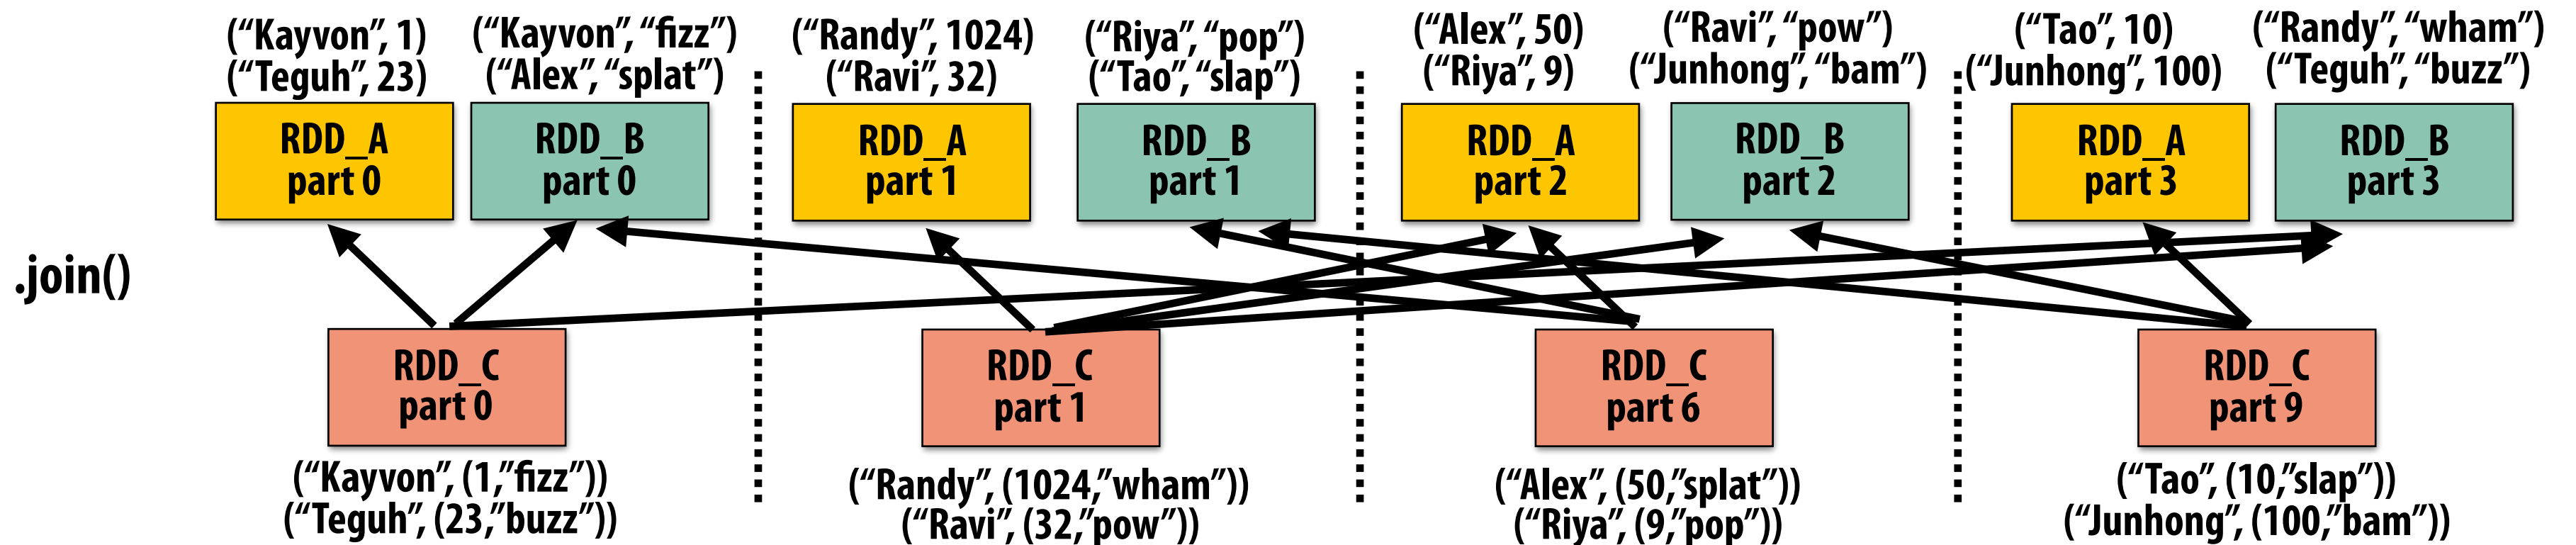 (“Kayvon”, 1)
(“Teguh”, 23)
(“Kayvon”, “fizz”)
(“Alex”, “splat”)
(“Randy”, 1024)
(“Ravi”, 32)
(“Riya”, “pop”)
(“Tao”, “slap”)
(“Alex”, 50)
(“Riya”, 9)
(“Ravi”, “pow”)
(“Junhong”, “bam”)
(“Tao”, 10)
(“Junhong”, 100)
(“Randy”, “wham”)
(“Teguh”, “buzz”)
RDD_A
part 0
RDD_B
part 0
RDD_A
part 1
RDD_B
part 1
RDD_A
part 2
RDD_B
part 2
RDD_A
part 3
RDD_B
part 3
.join()
RDD_C
part 0
RDD_C
part 1
RDD_C
part 6
RDD_C
part 9
(“Kayvon”, (1,”fizz”))
(“Teguh”, (23,”buzz”))
(“Randy”, (1024,”wham”))
(“Ravi”, (32,”pow”))
(“Alex”, (50,”splat”))
(“Riya”, (9,”pop”))
(“Tao”, (10,”slap”))
(“Junhong”, (100,”bam”))